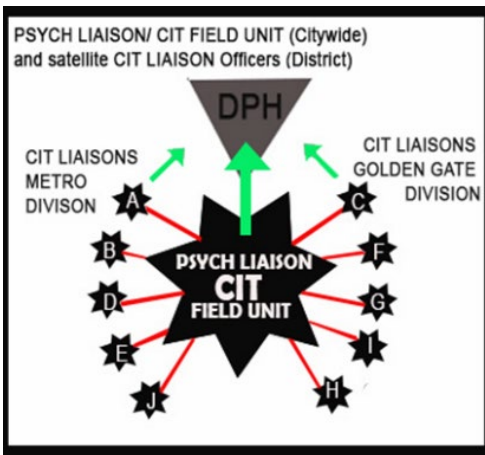 PSYCH LIAISON/ CIT FIELD UNIT (Citywide)
and satellite CIT LIAISON Officers (District)
DPH
CIT LIAISONS
METRO
DIVISON
CIT LIAISONS
GOLDEN GATE
DIVISION
A
B
D
E
J
PSYCH LIAISON
CIT
FIELD UNIT
C
F
G
I
H